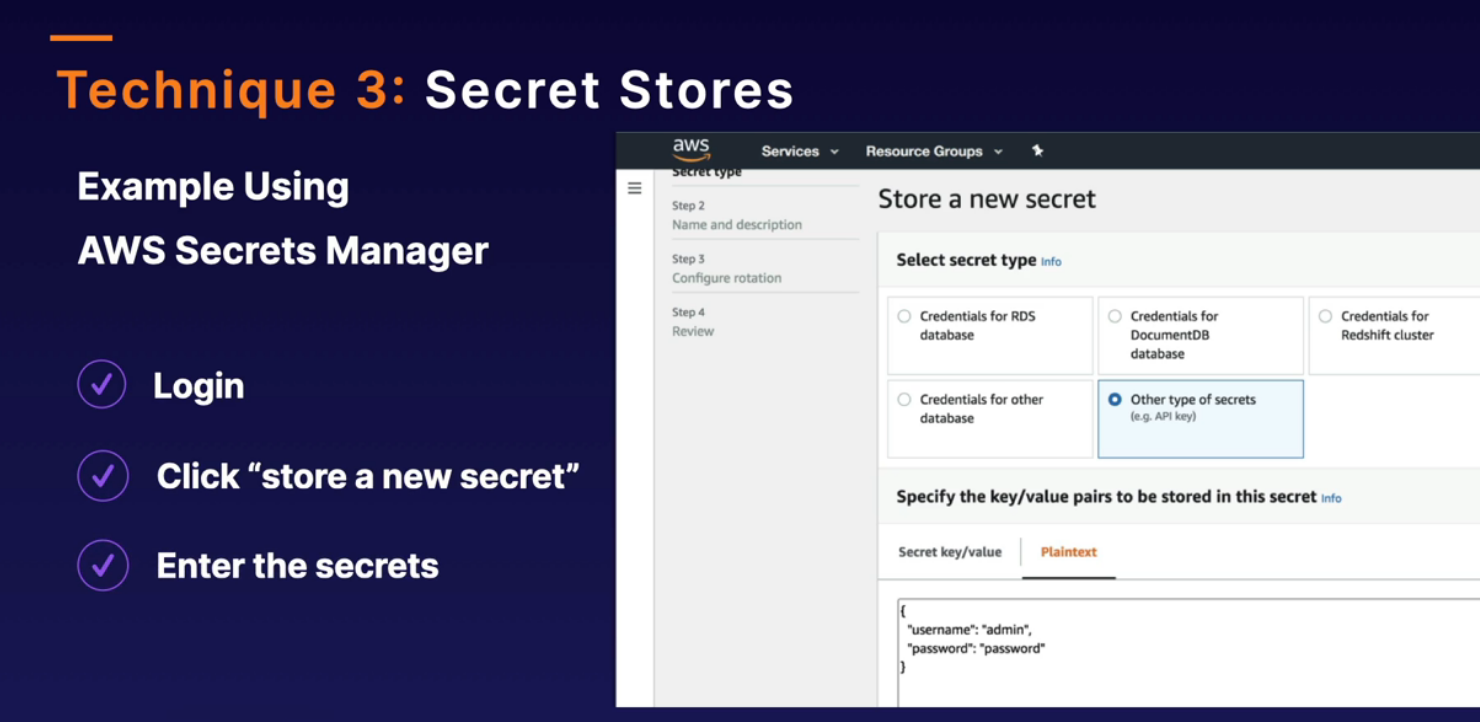 Technique 3: Secret Stores
Example Using
AWS Secrets Manager
Login
Click “store a new secret”
Enter the secrets
aws
Services
Resource Groups
Secret type
Step 2
Name and description
Step 3
Configure rotation
Step 4
Review
Store a new secret
Select secret type Info
Credentials for RDS
database
Credentials for
DocumentDB
database
Credentials for
Redshift cluster
Credentials for other
database
Other type of secrets
(e.g. API key)
Specify the key/value pairs to be stored in this secret Info
Secret key/value
Plaintext
{
"username": "admin",
"password": "password"
}